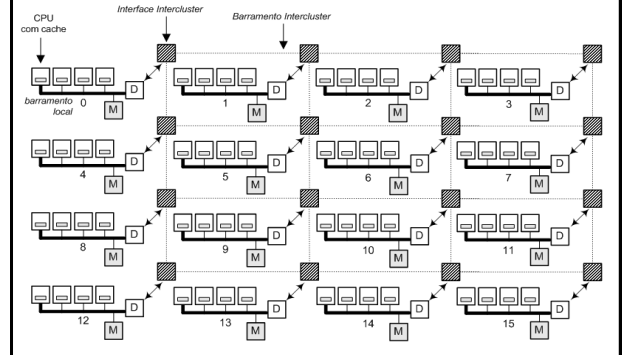 CPU
com cache
Interface Intercluster
Barramento Intercluster
D
D
D
D
barramento
local
0
1
2
3
M
M
M
M
D
D
D
D
4
5
6
7
M
M
M
M
D
D
D
D
8
9
10
11
M
M
M
M
D
D
D
D
12
13
14
15
M
M
M
M